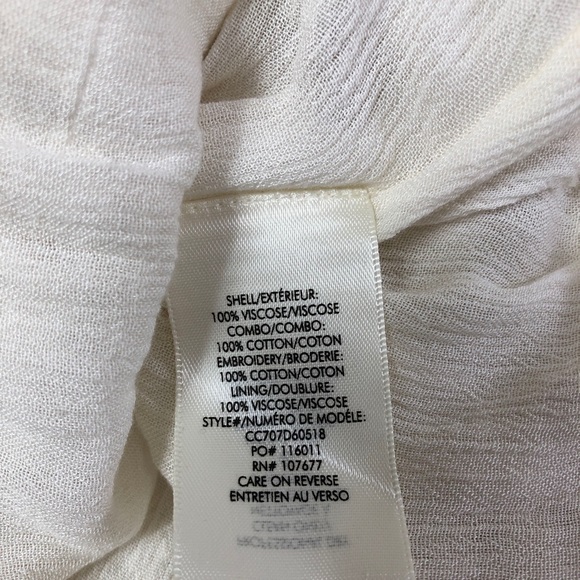 SHELL/EXTÉRIEUR:
100% VISCOSE/VISCOSE
COMBO/COMBO:
100% COTTON/COTON
EMBROIDERY/BRODERIE:
100% COTTON/COTON
LINING/DOUBLURE:
100% VISCOSE/VISCOSE
STYLE#/NUMÉRO DE MODÉLE:
CC707D60518
PO# 116011
RN# 107677
CARE ON REVERSE
ENTRETIEN AU VERSO